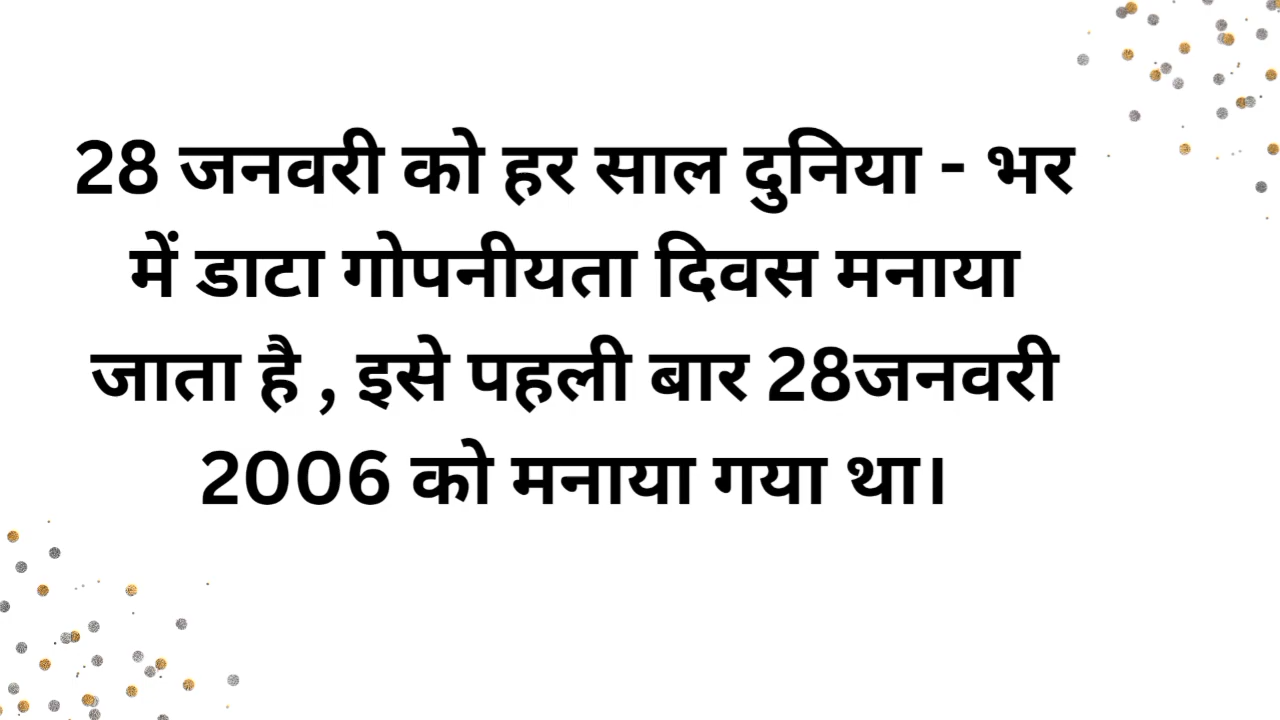 28 जनवरी को हर साल दुनिया - भर
में डाटा गोपनीयता दिवस मनाया
जाता है , इसे पहली बार 28जनवरी
2006 को मनाया गया था।